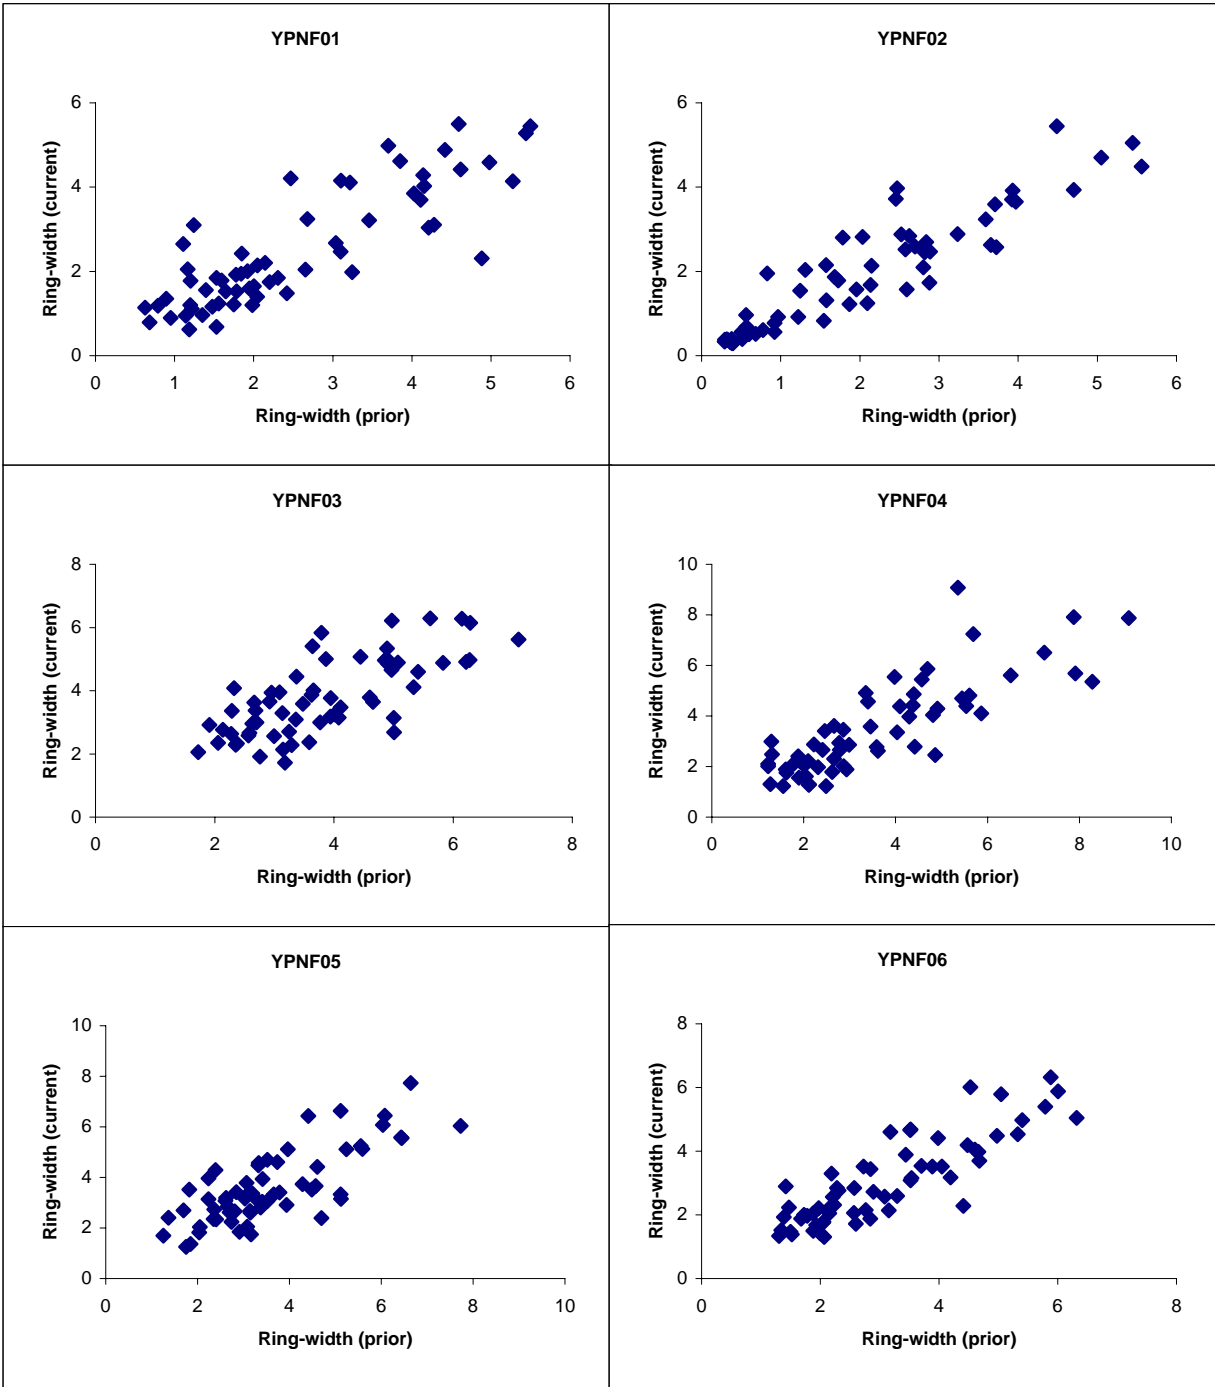 YPNF01
6
4
2
0
0 1 2 3 4 5 6
Ring-width (prior)
Ring-width (current)
YPNF02
6
4
2
0
0 1 2 3 4 5 6
Ring-width (prior)
Ring-width (current)
YPNF03
8
6
4
2
0
0 2 4 6 8
Ring-width (prior)
Ring-width (current)
YPNF04
10
8
6
4
2
0
0 2 4 6 8 10
Ring-width (prior)
Ring-width (current)
YPNF05
10
8
6
4
2
0
0 2 4 6 8 10
Ring-width (prior)
Ring-width (current)
YPNF06
8
6
4
2
0
0 2 4 6 8
Ring-width (prior)
Ring-width (current)